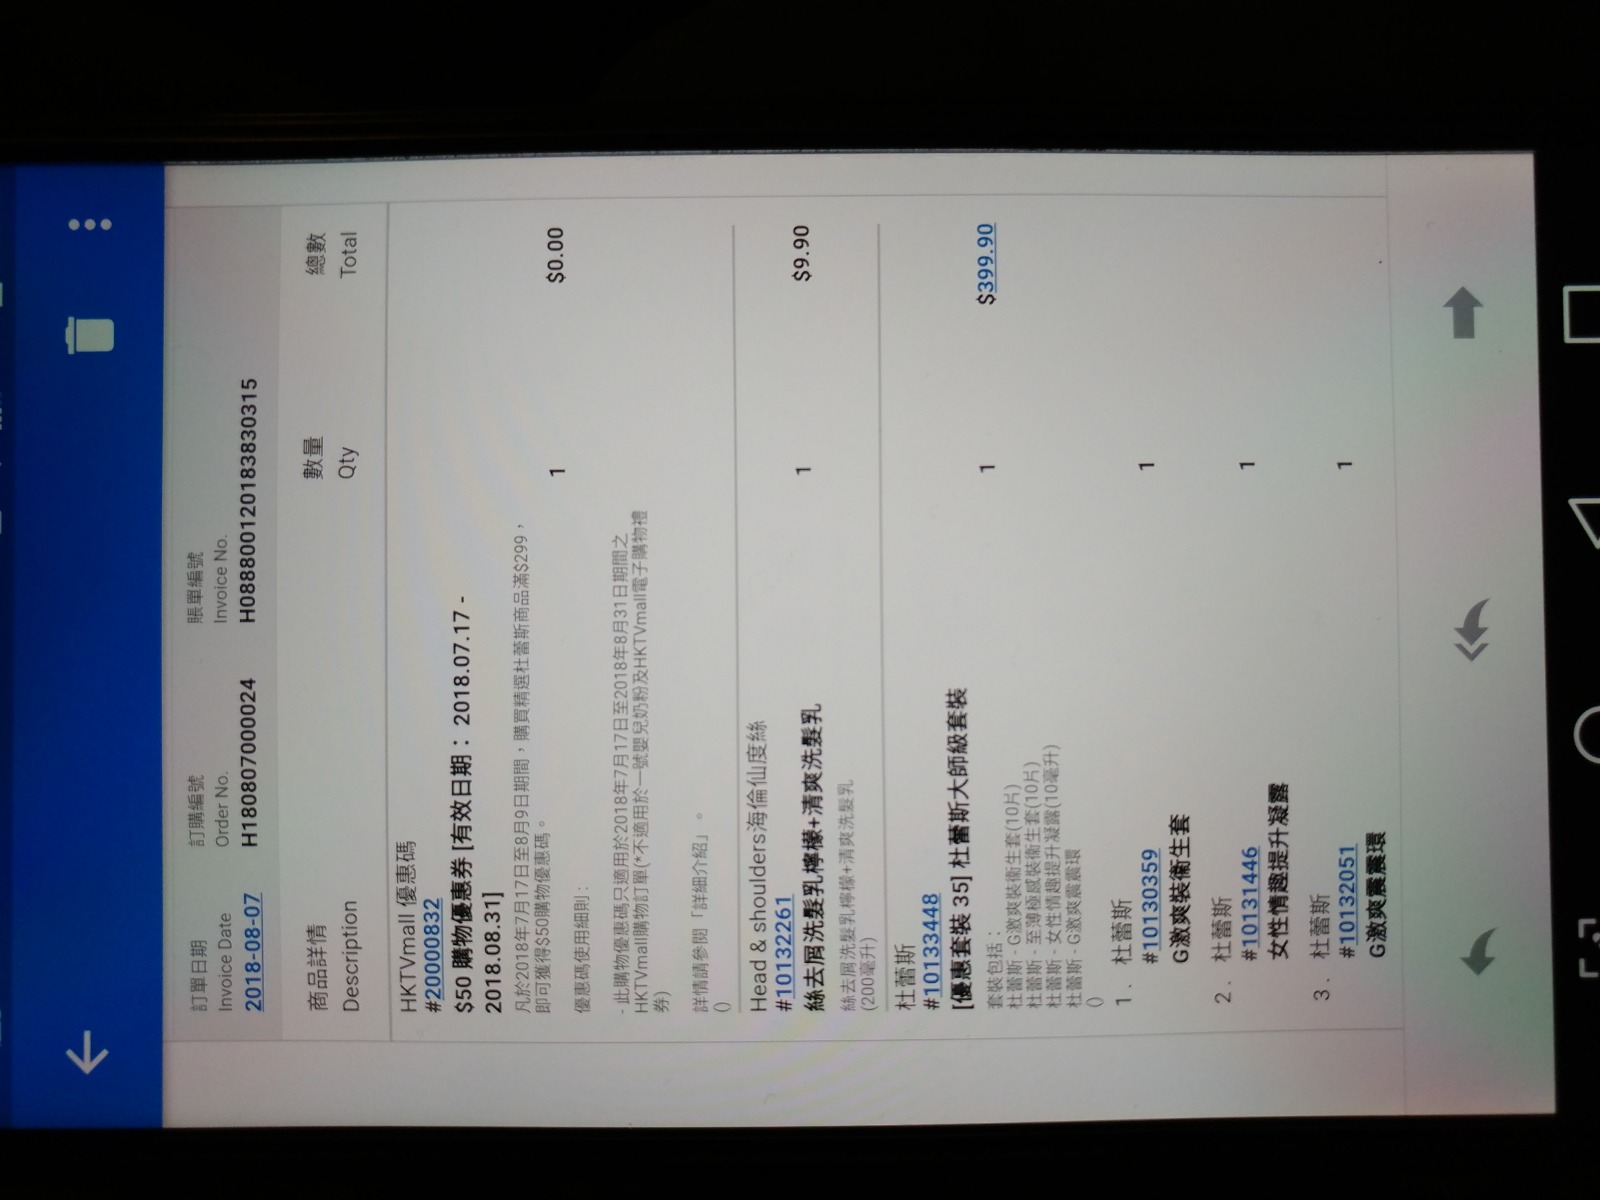 訂單日期
Invoice Date
2018-08-07
訂購編號
Order No.
H180807000024
賬單編號
Invoice No.
H0888001201838303​15
商品詳情
Description
數量
Qty
總數
Total
HKTVmall 優惠碼
#20000832
$50 購物優惠券 [有效日期： 2018.07.17 -
2018.08.31]
凡於2018年7月17日至8月9日期間，購買精選杜蕾斯商品滿$299，
即可獲得$50購物優惠碼。
1
$0.00
優惠碼使用細則 :
- 此購物優惠碼只適用於2018年7月17日至2018年8月31日期間之
HKTVmall購物訂單(*不適用於一號嬰兒奶粉及HKTVmall電子購物禮
券)
詳情請參閱「詳細介紹」。
()
Head & shoulders海倫仙度絲
#10132261
絲去屑洗髮乳檸檬+清爽洗髮乳
1
$9.90
絲去屑洗髮乳檸檬+清爽洗髮乳
(200毫升)
杜蕾斯
#10133448
[優惠套裝 35] 杜蕾斯大師級套裝
1
$399.90
套裝包括：
杜蕾斯 - G激爽裝衞生套(10片)
杜蕾斯 - 至薄極感裝衞生套(10片)
杜蕾斯 - 女性情趣提升凝露(10毫升)
杜蕾斯 - G激爽震震環
()
1 . 杜蕾斯
#10130359
G激爽裝衞生套
1
2 . 杜蕾斯
#10131446
女性情趣提升凝露
1
3 . 杜蕾斯
#10132051
G激爽震震環
1